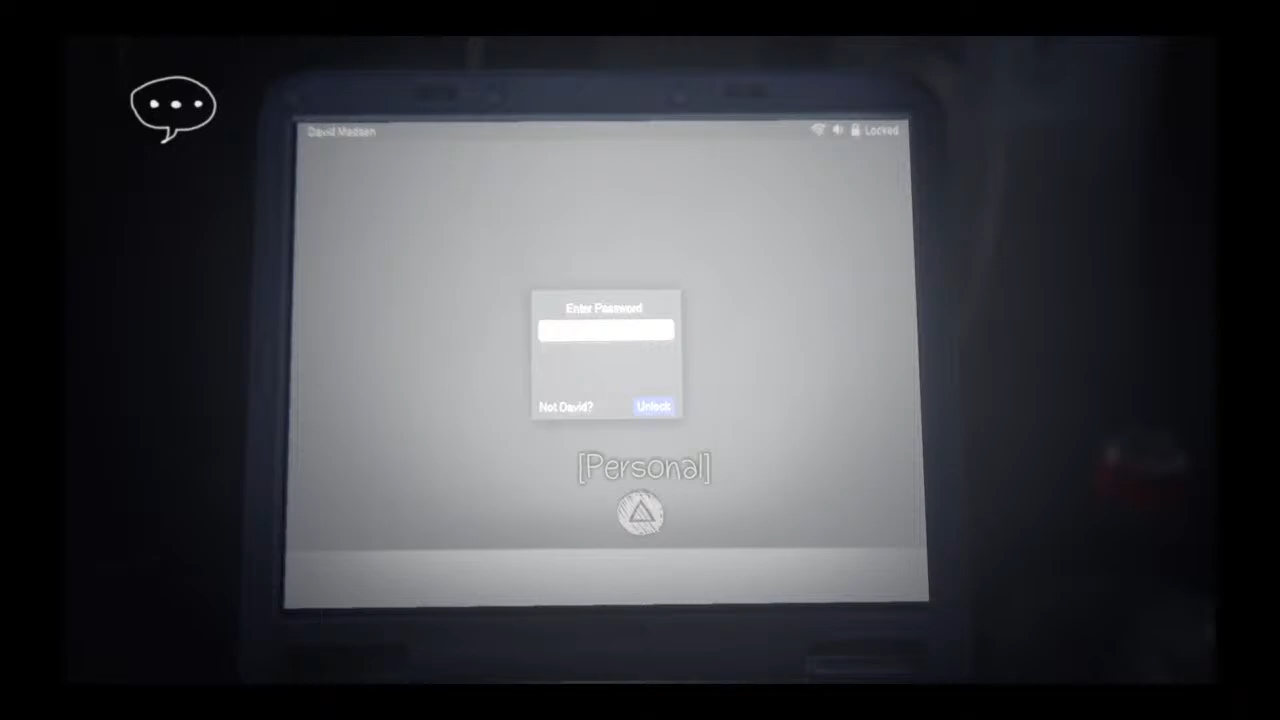 David Madsen
Locked
Enter Password
Not David?
Unlock
[Personal]